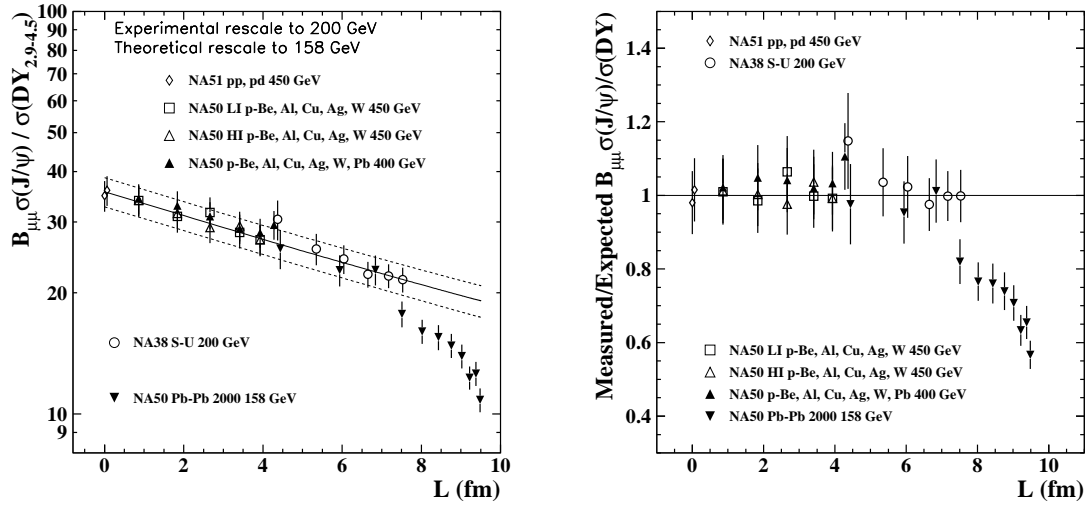 B_μμ σ(J/ψ) / σ(DY_2.9-4.5)
100
90
80
70
60
50
40
30
20
10
9
Experimental rescale to 200 GeV
Theoretical rescale to 158 GeV
NA51 pp, pd 450 GeV
NA50 LI p-Be, Al, Cu, Ag, W 450 GeV
NA50 HI p-Be, Al, Cu, Ag, W 450 GeV
NA50 p-Be, Al, Cu, Ag, W, Pb 400 GeV
NA38 S-U 200 GeV
NA50 Pb-Pb 2000 158 GeV
0 2 4 6 8 10
L (fm)
Measured/Expected B_μμσ(J/ψ)/σ(DY)
1.4
1.2
1
0.8
0.6
0.4
NA51 pp, pd 450 GeV
NA38 S-U 200 GeV
NA50 LI p-Be, Al, Cu, Ag, W 450 GeV
NA50 HI p-Be, Al, Cu, Ag, W 450 GeV
NA50 p-Be, Al, Cu, Ag, W, Pb 400 GeV
NA50 Pb-Pb 2000 158 GeV
0 2 4 6 8 10
L (fm)